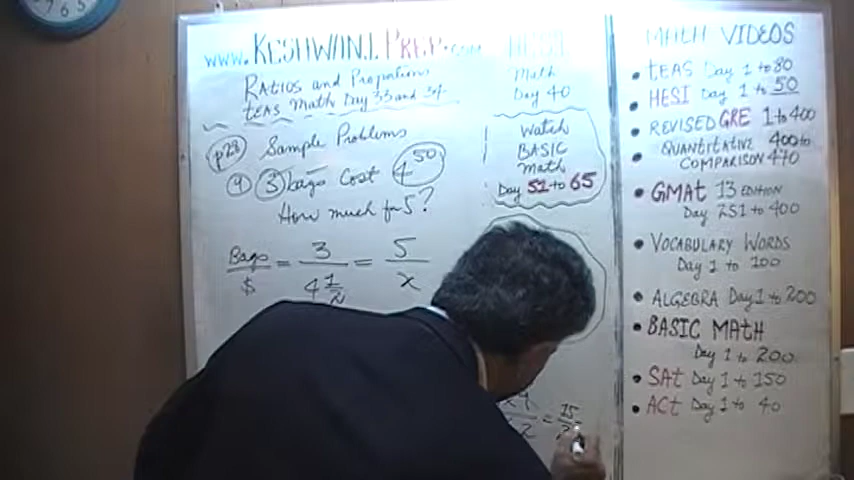 www.KESHWANIPREP.com HESI
RATIOS and Proportions
TEAS Math Day 33 and 34
p28 Sample Problems
9 3 bags cost 4 50
How much for 5?
Bags = 3 = 5
$ 4 1/2 x
Math
Day 40
Watch
BASIC
Math
Day 51 to 65
= 15
MATH VIDEOS
• TEAS Day 1 to 80
• HESI Day 1 to 50
• REVISED GRE 1 to 400
• QUANTITATIVE 400 to
COMPARISON 470
• GMAT 13 EDITION
Day 251 to 400
• VOCABULARY WORDS
Day 1 to 100
• ALGEBRA Day 1 to 200
• BASIC MATH
Day 1 to 200
• SAT Day 1 to 150
• ACT Day 1 to 40